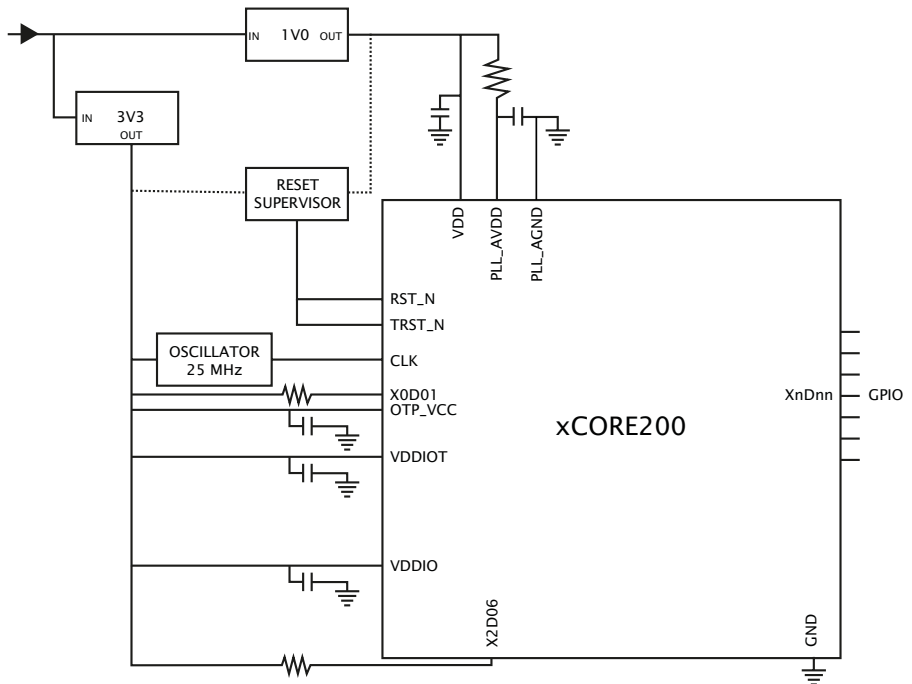 IN 1V0 OUT
IN 3V3
OUT
RESET
SUPERVISOR
VDD
PLL_AVDD
PLL_AGND
RST_N
TRST_N
OSCILLATOR
25 MHz
CLK
X0D01
OTP_VCC
XnDnn
GPIO
xCORE200
VDDIOT
VDDIO
X2D06
GND